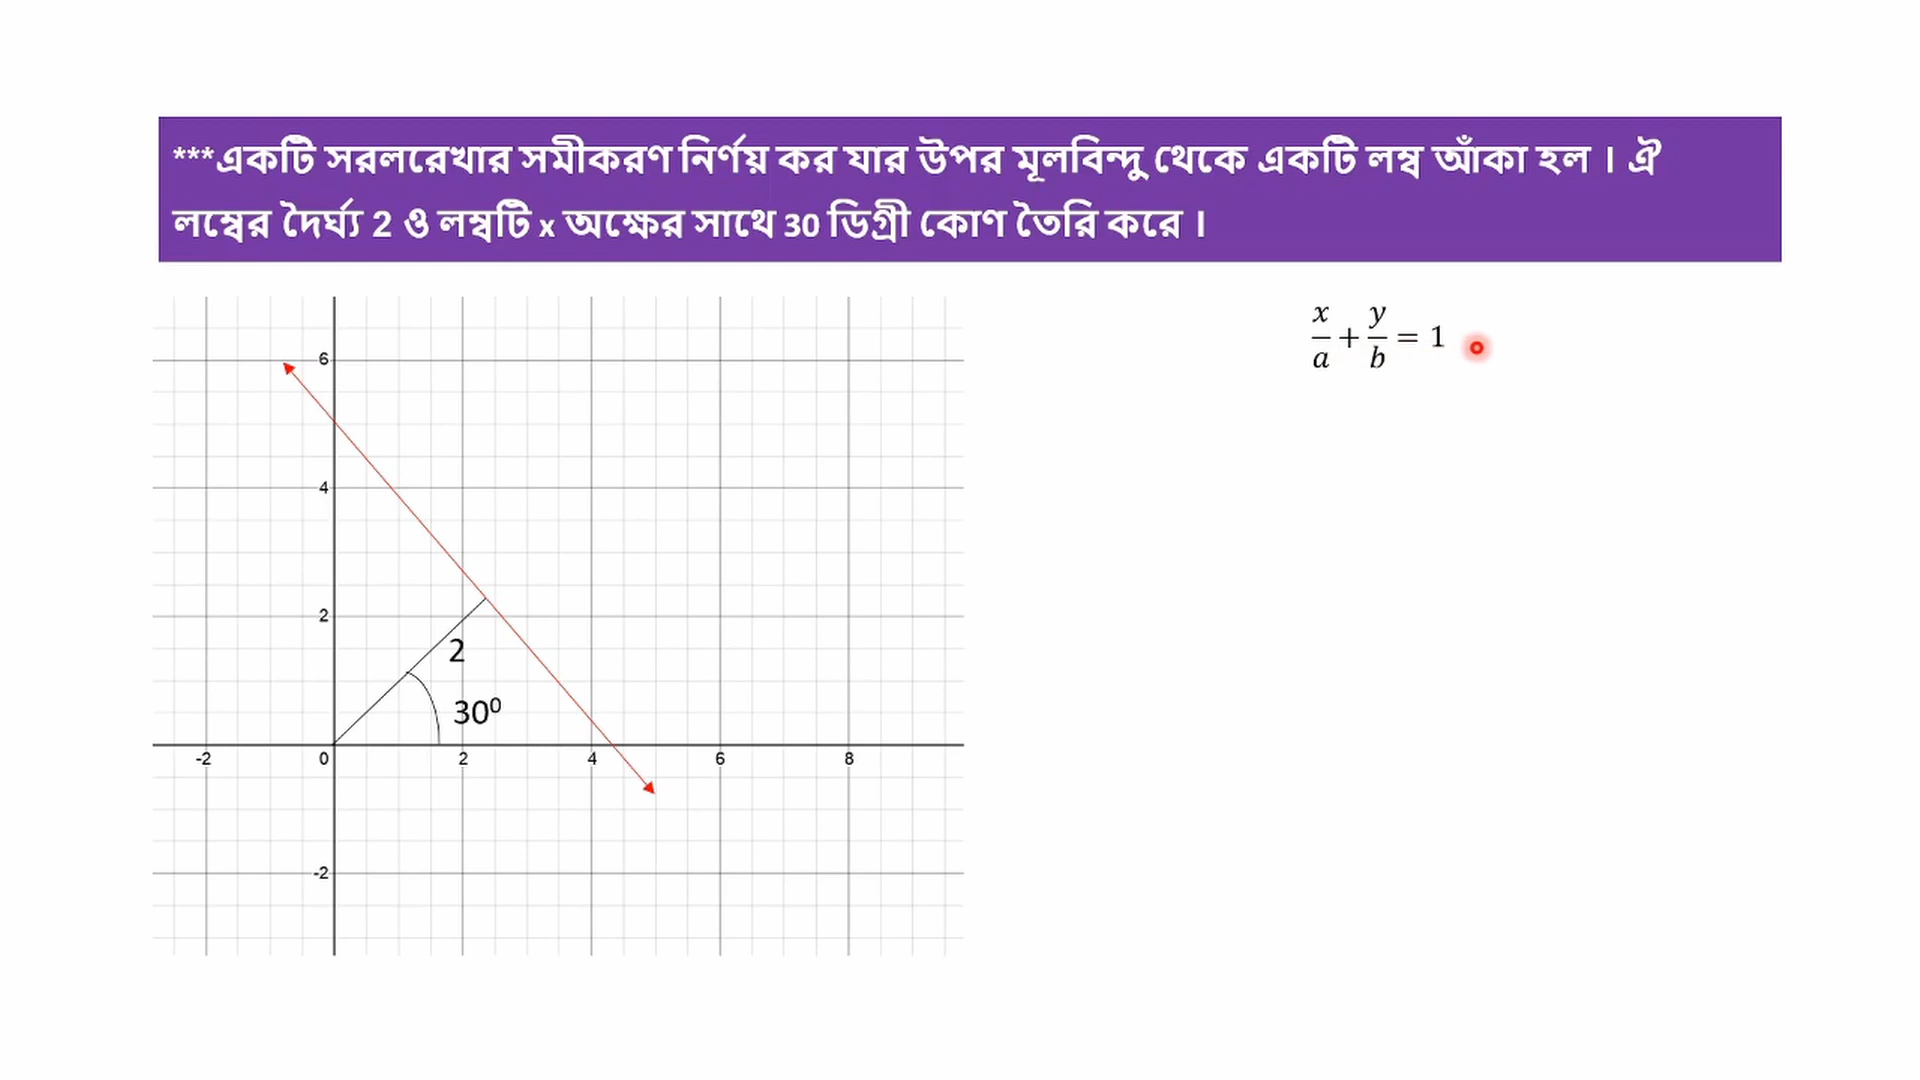 ***একটি সরলরেখার সমীকরণ নির্ণয় কর যার উপর মূলবিন্দু থেকে একটি লম্ব আঁকা হল । ঐ
লম্বের দৈর্ঘ্য 2 ও লম্বটি x অক্ষের সাথে 30 ডিগ্রী কোণ তৈরি করে ।
x/a + y/b = 1
6
4
2
2
30⁰
-2 0 2 4 6 8
-2